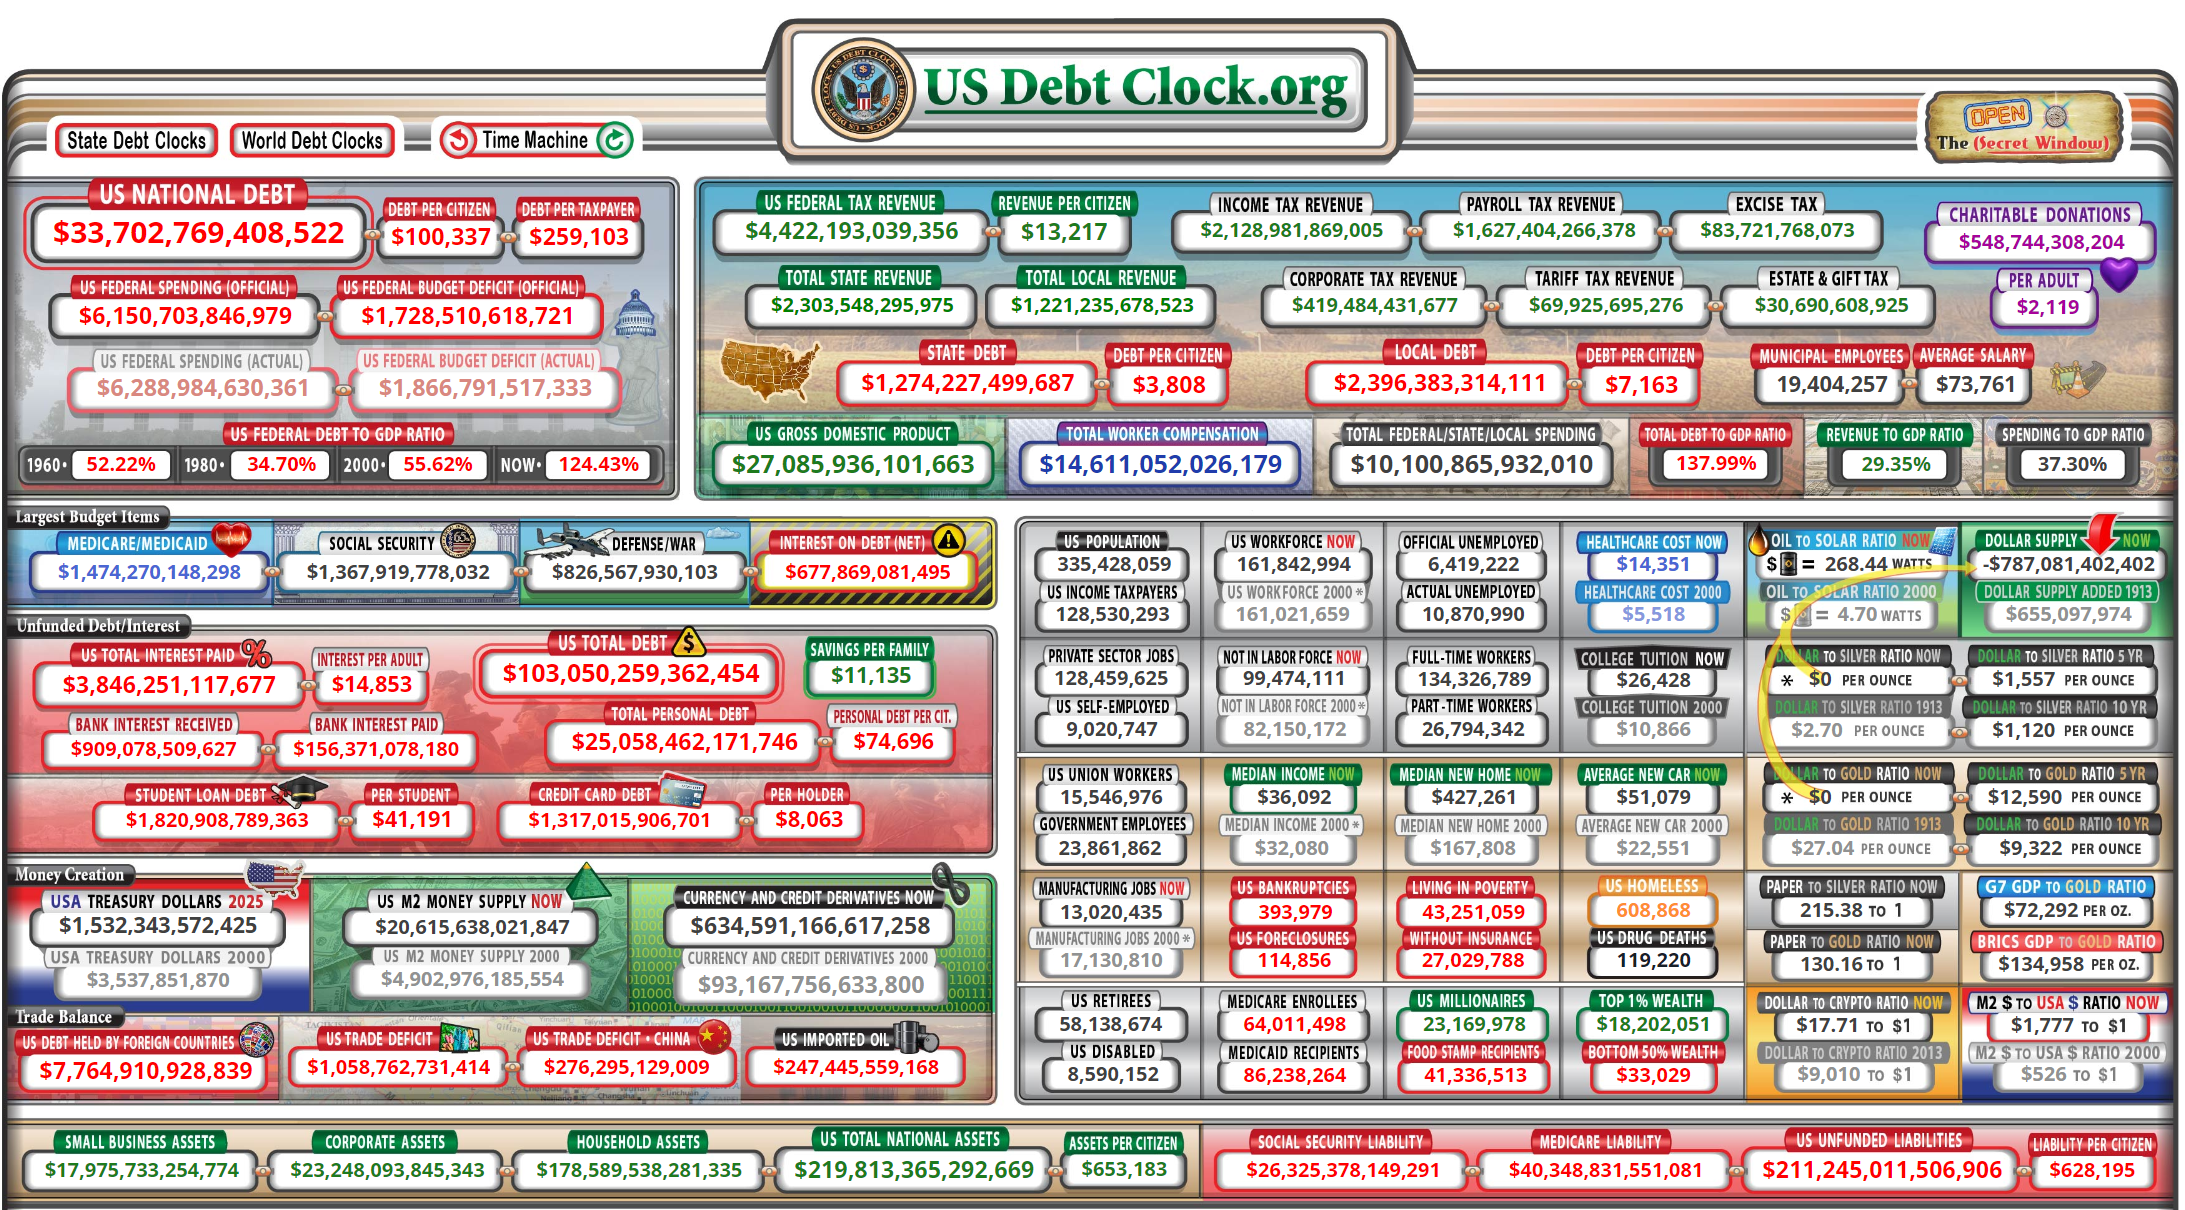 US Debt Clock.org
State Debt Clocks
World Debt Clocks
Time Machine
OPEN
The (Secret Window)
US NATIONAL DEBT
$33,702,769,408,522
DEBT PER CITIZEN
$100,337
DEBT PER TAXPAYER
$259,103
US FEDERAL SPENDING (OFFICIAL)
$6,150,703,846,979
US FEDERAL BUDGET DEFICIT (OFFICIAL)
$1,728,510,618,721
US FEDERAL SPENDING (ACTUAL)
$6,288,984,630,361
US FEDERAL BUDGET DEFICIT (ACTUAL)
$1,866,791,517,333
US FEDERAL DEBT TO GDP RATIO
1960• 52.22% 1980• 34.70% 2000• 55.62% NOW• 124.43%
US FEDERAL TAX REVENUE
$4,422,193,039,356
REVENUE PER CITIZEN
$13,217
INCOME TAX REVENUE
$2,128,981,869,005
PAYROLL TAX REVENUE
$1,627,404,266,378
EXCISE TAX
$83,721,768,073
CHARITABLE DONATIONS
$548,744,308,204
TOTAL STATE REVENUE
$2,303,548,295,975
TOTAL LOCAL REVENUE
$1,221,235,678,523
CORPORATE TAX REVENUE
$419,484,431,677
TARIFF TAX REVENUE
$69,925,695,276
ESTATE & GIFT TAX
$30,690,608,925
PER ADULT
$2,119
STATE DEBT
$1,274,227,499,687
DEBT PER CITIZEN
$3,808
LOCAL DEBT
$2,396,383,314,111
DEBT PER CITIZEN
$7,163
MUNICIPAL EMPLOYEES
19,404,257
AVERAGE SALARY
$73,761
US GROSS DOMESTIC PRODUCT
$27,085,936,101,663
TOTAL WORKER COMPENSATION
$14,611,052,026,179
TOTAL FEDERAL/STATE/LOCAL SPENDING
$10,100,865,932,010
TOTAL DEBT TO GDP RATIO
137.99%
REVENUE TO GDP RATIO
29.35%
SPENDING TO GDP RATIO
37.30%
Largest Budget Items
MEDICARE/MEDICAID
$1,474,270,148,298
SOCIAL SECURITY
$1,367,919,778,032
DEFENSE/WAR
$826,567,930,103
INTEREST ON DEBT (NET)
$677,869,081,495
Unfunded Debt/Interest
US TOTAL INTEREST PAID
$3,846,251,117,677
INTEREST PER ADULT
$14,853
US TOTAL DEBT
$103,050,259,362,454
SAVINGS PER FAMILY
$11,135
BANK INTEREST RECEIVED
$909,078,509,627
BANK INTEREST PAID
$156,371,078,180
TOTAL PERSONAL DEBT
$25,058,462,171,746
PERSONAL DEBT PER CIT.
$74,696
STUDENT LOAN DEBT
$1,820,908,789,363
PER STUDENT
$41,191
CREDIT CARD DEBT
$1,317,015,906,701
PER HOLDER
$8,063
Money Creation
USA TREASURY DOLLARS 2025
$1,532,343,572,425
USA TREASURY DOLLARS 2000
$3,537,851,870
US M2 MONEY SUPPLY NOW
$20,615,638,021,847
US M2 MONEY SUPPLY 2000
$4,902,976,185,554
CURRENCY AND CREDIT DERIVATIVES NOW
$634,591,166,617,258
CURRENCY AND CREDIT DERIVATIVES 2000
$93,167,756,633,800
Trade Balance
US DEBT HELD BY FOREIGN COUNTRIES
$7,764,910,928,839
US TRADE DEFICIT
$1,058,762,731,414
US TRADE DEFICIT • CHINA
$276,295,129,009
US IMPORTED OIL
$247,445,559,168
US POPULATION
335,428,059
US INCOME TAXPAYERS
128,530,293
US WORKFORCE NOW
161,842,994
US WORKFORCE 2000 *
161,021,659
OFFICIAL UNEMPLOYED
6,419,222
ACTUAL UNEMPLOYED
10,870,990
HEALTHCARE COST NOW
$14,351
HEALTHCARE COST 2000
$5,518
OIL TO SOLAR RATIO NOW
$ = 268.44 WATTS
OIL TO SOLAR RATIO 2000
$ = 4.70 WATTS
DOLLAR SUPPLY NOW
-$787,081,402,402
DOLLAR SUPPLY ADDED 1913
$655,097,974
PRIVATE SECTOR JOBS
128,459,625
US SELF-EMPLOYED
9,020,747
NOT IN LABOR FORCE NOW
99,474,111
NOT IN LABOR FORCE 2000 *
82,150,172
FULL-TIME WORKERS
134,326,789
PART-TIME WORKERS
26,794,342
COLLEGE TUITION NOW
$26,428
COLLEGE TUITION 2000
$10,866
DOLLAR TO SILVER RATIO NOW
* $0 PER OUNCE
DOLLAR TO SILVER RATIO 1913
$2.70 PER OUNCE
DOLLAR TO SILVER RATIO 5 YR
$1,557 PER OUNCE
DOLLAR TO SILVER RATIO 10 YR
$1,120 PER OUNCE
US UNION WORKERS
15,546,976
GOVERNMENT EMPLOYEES
23,861,862
MEDIAN INCOME NOW
$36,092
MEDIAN INCOME 2000 *
$32,080
MEDIAN NEW HOME NOW
$427,261
MEDIAN NEW HOME 2000
$167,808
AVERAGE NEW CAR NOW
$51,079
AVERAGE NEW CAR 2000
$22,551
DOLLAR TO GOLD RATIO NOW
* $0 PER OUNCE
DOLLAR TO GOLD RATIO 1913
$27.04 PER OUNCE
DOLLAR TO GOLD RATIO 5 YR
$12,590 PER OUNCE
DOLLAR TO GOLD RATIO 10 YR
$9,322 PER OUNCE
MANUFACTURING JOBS NOW
13,020,435
MANUFACTURING JOBS 2000 *
17,130,810
US BANKRUPTCIES
393,979
US FORECLOSURES
114,856
LIVING IN POVERTY
43,251,059
WITHOUT INSURANCE
27,029,788
US HOMELESS
608,868
US DRUG DEATHS
119,220
PAPER TO SILVER RATIO NOW
215.38 TO 1
PAPER TO GOLD RATIO NOW
130.16 TO 1
G7 GDP TO GOLD RATIO
$72,292 PER OZ.
BRICS GDP TO GOLD RATIO
$134,958 PER OZ.
US RETIREES
58,138,674
US DISABLED
8,590,152
MEDICARE ENROLLEES
64,011,498
MEDICAID RECIPIENTS
86,238,264
US MILLIONAIRES
23,169,978
FOOD STAMP RECIPIENTS
41,336,513
TOP 1% WEALTH
$18,202,051
BOTTOM 50% WEALTH
$33,029
DOLLAR TO CRYPTO RATIO NOW
$17.71 TO $1
DOLLAR TO CRYPTO RATIO 2013
$9,010 TO $1
M2 $ TO USA $ RATIO NOW
$1,777 TO $1
M2 $ TO USA $ RATIO 2000
$526 TO $1
SMALL BUSINESS ASSETS
$17,975,733,254,774
CORPORATE ASSETS
$23,248,093,845,343
HOUSEHOLD ASSETS
$178,589,538,281,335
US TOTAL NATIONAL ASSETS
$219,813,365,292,669
ASSETS PER CITIZEN
$653,183
SOCIAL SECURITY LIABILITY
$26,325,378,149,291
MEDICARE LIABILITY
$40,348,831,551,081
US UNFUNDED LIABILITIES
$211,245,011,506,906
LIABILITY PER CITIZEN
$628,195